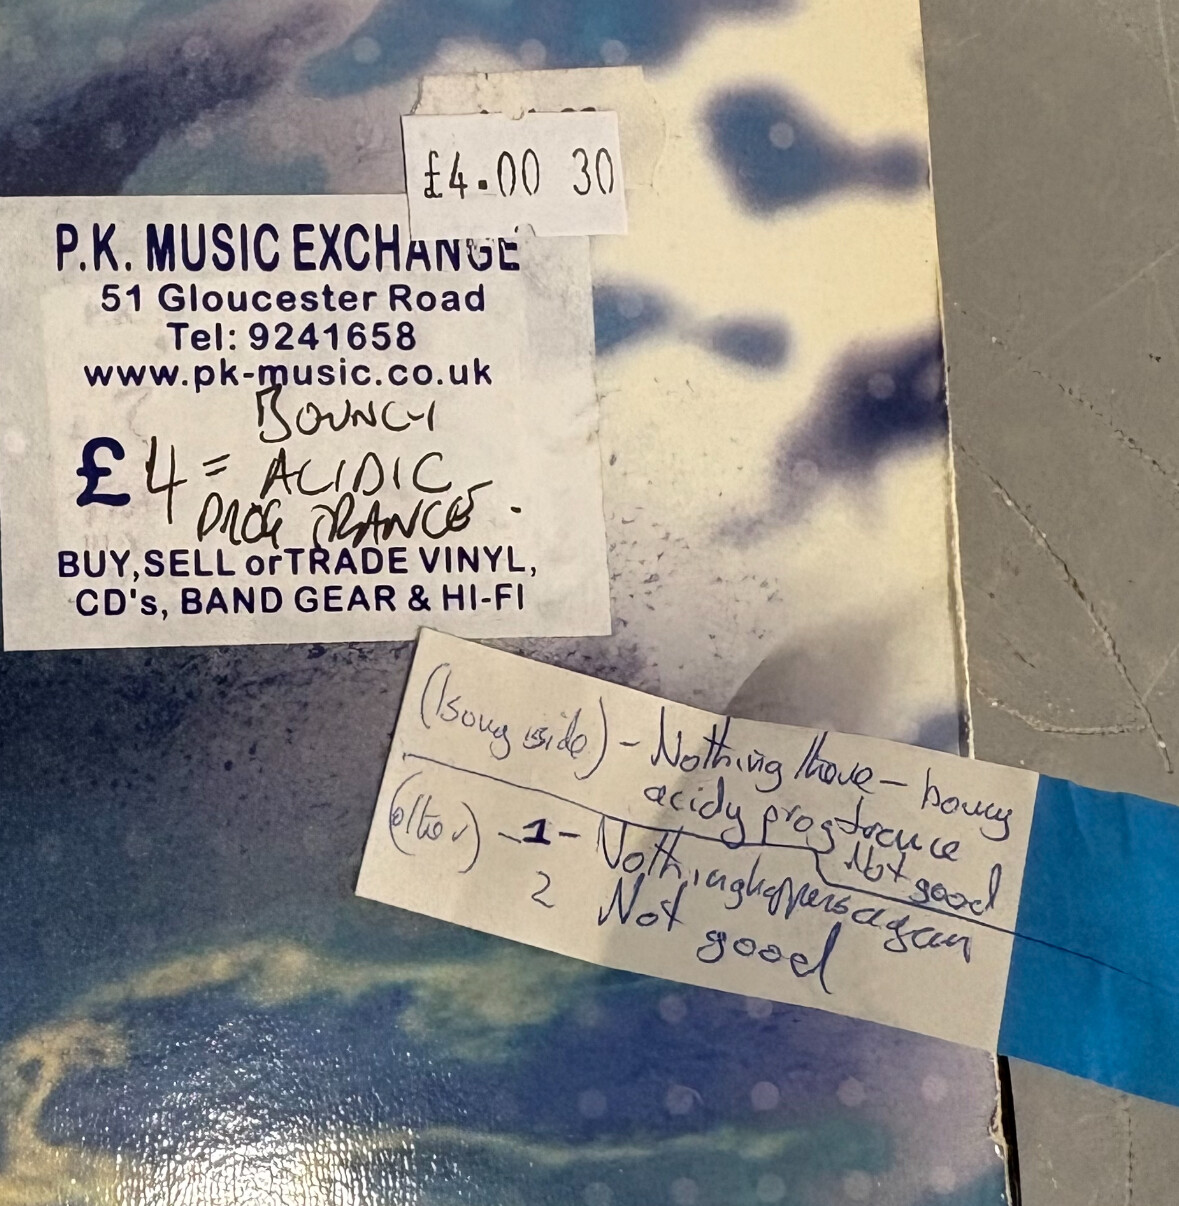 £4.00 30
P.K. MUSIC EXCHANGE
51 Gloucester Road
Tel: 9241658
www.pk-music.co.uk
BOUNCY
£4 = ACIDIC
PROG TRANCE.
BUY, SELL or TRADE VINYL,
CD's, BAND GEAR & HI-FI
side) - Nothing - bouncy
acidy prog trance
Not good
(other) - 1 - Nothing happens again
2 Not
good